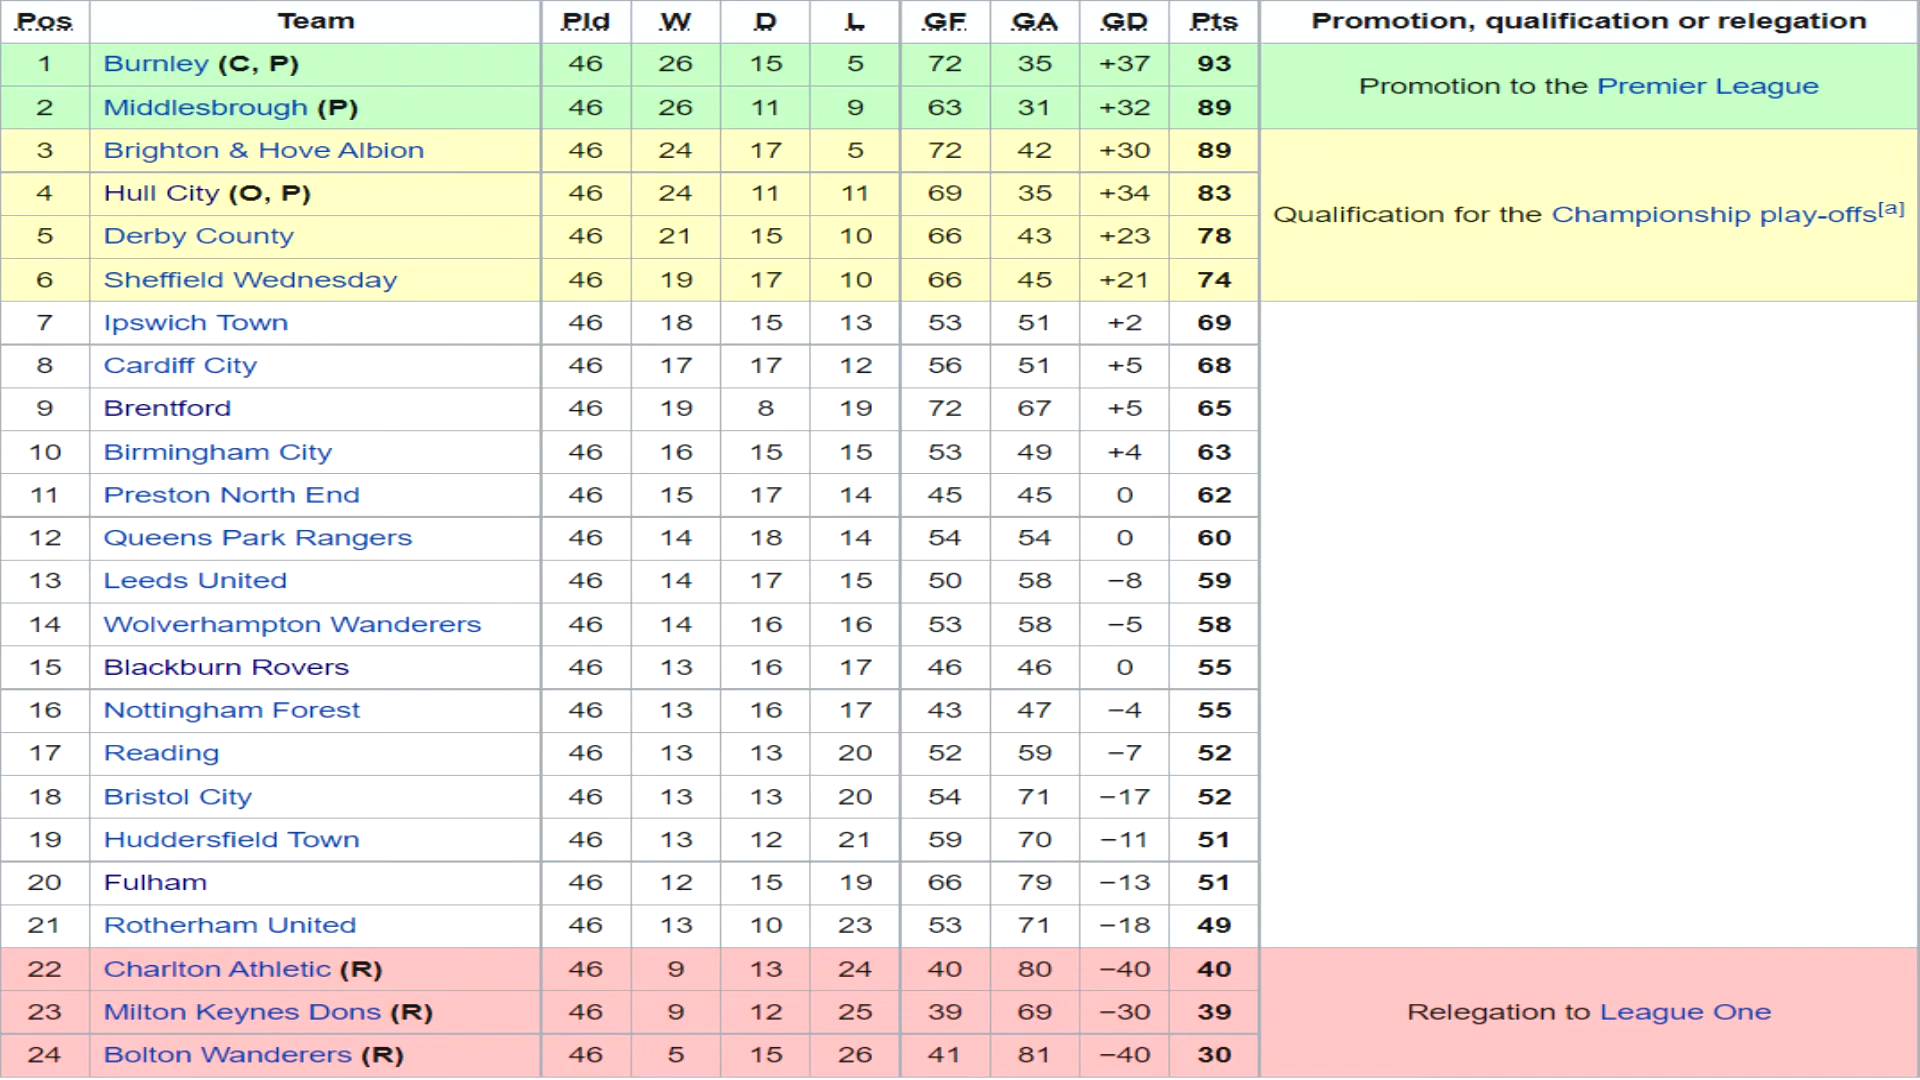 Pos Team Pld W D L GF GA GD Pts Promotion, qualification or relegation
1 Burnley (C, P) 46 26 15 5 72 35 +37 93 Promotion to the Premier League
2 Middlesbrough (P) 46 26 11 9 63 31 +32 89
3 Brighton & Hove Albion 46 24 17 5 72 42 +30 89 Qualification for the Championship play-offs[a]
4 Hull City (O, P) 46 24 11 11 69 35 +34 83
5 Derby County 46 21 15 10 66 43 +23 78
6 Sheffield Wednesday 46 19 17 10 66 45 +21 74
7 Ipswich Town 46 18 15 13 53 51 +2 69
8 Cardiff City 46 17 17 12 56 51 +5 68
9 Brentford 46 19 8 19 72 67 +5 65
10 Birmingham City 46 16 15 15 53 49 +4 63
11 Preston North End 46 15 17 14 45 45 0 62
12 Queens Park Rangers 46 14 18 14 54 54 0 60
13 Leeds United 46 14 17 15 50 58 −8 59
14 Wolverhampton Wanderers 46 14 16 16 53 58 −5 58
15 Blackburn Rovers 46 13 16 17 46 46 0 55
16 Nottingham Forest 46 13 16 17 43 47 −4 55
17 Reading 46 13 13 20 52 59 −7 52
18 Bristol City 46 13 13 20 54 71 −17 52
19 Huddersfield Town 46 13 12 21 59 70 −11 51
20 Fulham 46 12 15 19 66 79 −13 51
21 Rotherham United 46 13 10 23 53 71 −18 49
22 Charlton Athletic (R) 46 9 13 24 40 80 −40 40 Relegation to League One
23 Milton Keynes Dons (R) 46 9 12 25 39 69 −30 39
24 Bolton Wanderers (R) 46 5 15 26 41 81 −40 30